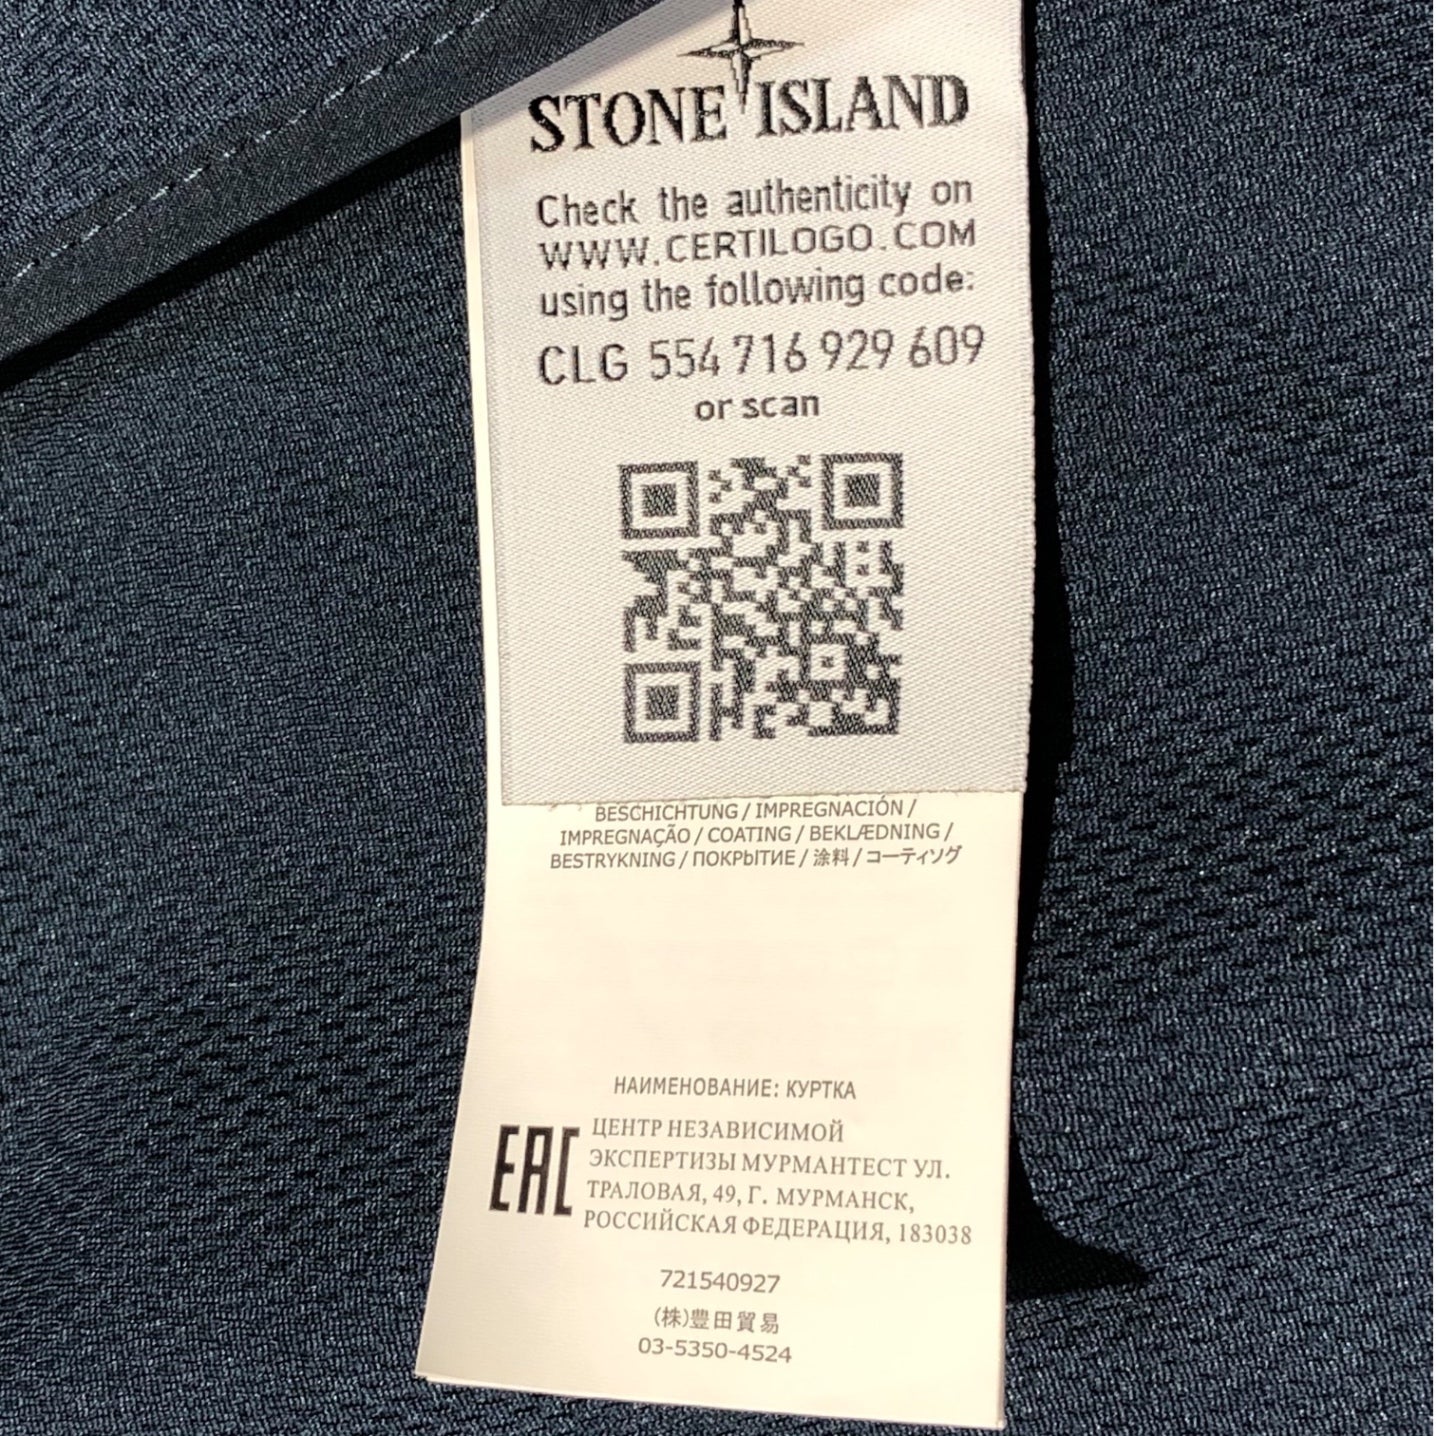 STONE ISLAND
Check the authenticity on
WWW.CERTILOGO.COM
using the following code:
CLG 554 716 929 609
or scan
BESCHICHTUNG / IMPREGNACIÓN /
IMPREGNAÇÃO / COATING / BEKLÆDNING /
BESTRYKNING / ПОКРЫТИЕ / 涂料 / コーティソグ
НАИМЕНОВАНИЕ: КУРТКА
EAC
ЦЕНТР НЕЗАВИСИМОЙ
ЭКСПЕРТИЗЫ МУРМАНТЕСТ УЛ.
ТРАЛОВАЯ, 49, Г. МУРМАНСК,
РОССИЙСКАЯ ФЕДЕРАЦИЯ, 183038
721540927
(株)豊田貿易
03-5350-4524